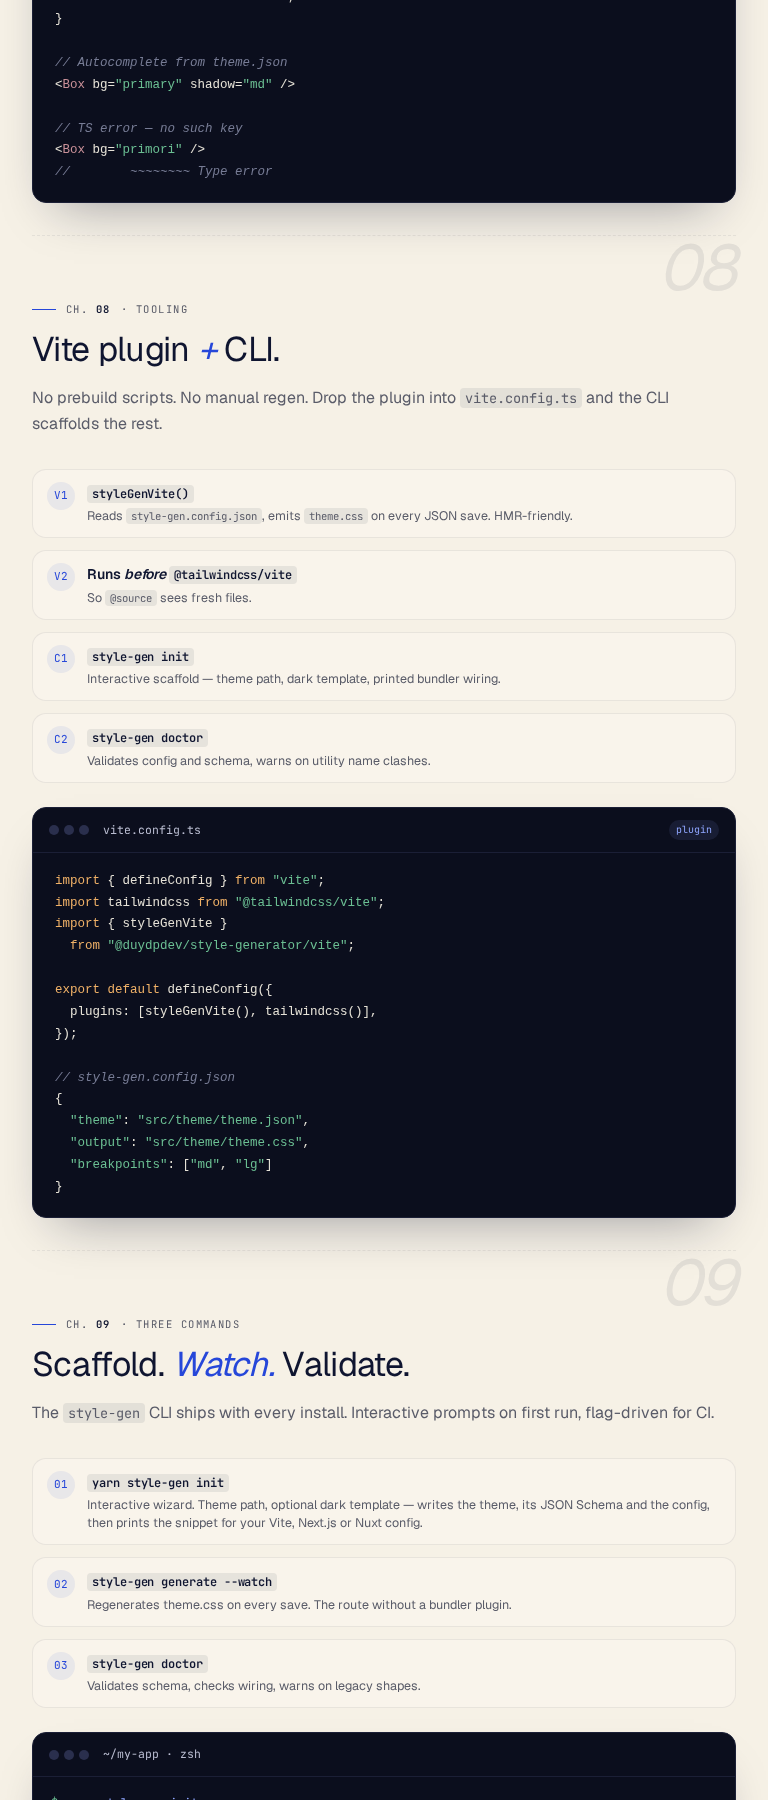 }
// Autocomplete from theme.json
<Box bg="primary" shadow="md" />
// TS error — no such key
<Box bg="primori" />
//        ~~~~~~~~ Type error
08
CH. 08 · TOOLING
Vite plugin + CLI.
No prebuild scripts. No manual regen. Drop the plugin into vite.config.ts and the CLI
scaffolds the rest.
V1
styleGenVite()
Reads style-gen.config.json, emits theme.css on every JSON save. HMR-friendly.
V2
Runs before @tailwindcss/vite
So @source sees fresh files.
C1
style-gen init
Interactive scaffold — theme path, dark template, printed bundler wiring.
C2
style-gen doctor
Validates config and schema, warns on utility name clashes.
vite.config.ts
plugin
import { defineConfig } from "vite";
import tailwindcss from "@tailwindcss/vite";
import { styleGenVite }
  from "@duydpdev/style-generator/vite";
export default defineConfig({
  plugins: [styleGenVite(), tailwindcss()],
});
// style-gen.config.json
{
  "theme": "src/theme/theme.json",
  "output": "src/theme/theme.css",
  "breakpoints": ["md", "lg"]
}
09
CH. 09 · THREE COMMANDS
Scaffold. Watch. Validate.
The style-gen CLI ships with every install. Interactive prompts on first run, flag-driven for CI.
01
yarn style-gen init
Interactive wizard. Theme path, optional dark template — writes the theme, its JSON Schema and the config,
then prints the snippet for your Vite, Next.js or Nuxt config.
02
style-gen generate --watch
Regenerates theme.css on every save. The route without a bundler plugin.
03
style-gen doctor
Validates schema, checks wiring, warns on legacy shapes.
~/my-app · zsh